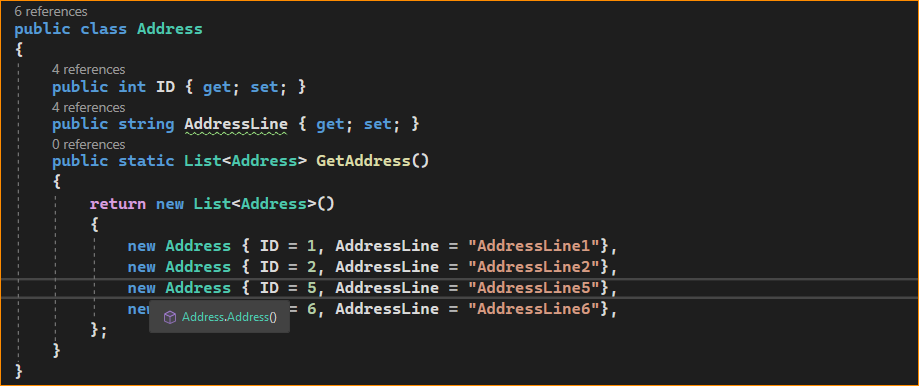 6 references
public class Address
{
4 references
public int ID { get; set; }
4 references
public string AddressLine { get; set; }
0 references
public static List<Address> GetAddress()
{
return new List<Address>()
{
new Address { ID = 1, AddressLine = "AddressLine1"},
new Address { ID = 2, AddressLine = "AddressLine2"},
new Address { ID = 5, AddressLine = "AddressLine5"},
new = 6, AddressLine = "AddressLine6"},
Address.Address()
};
}
}